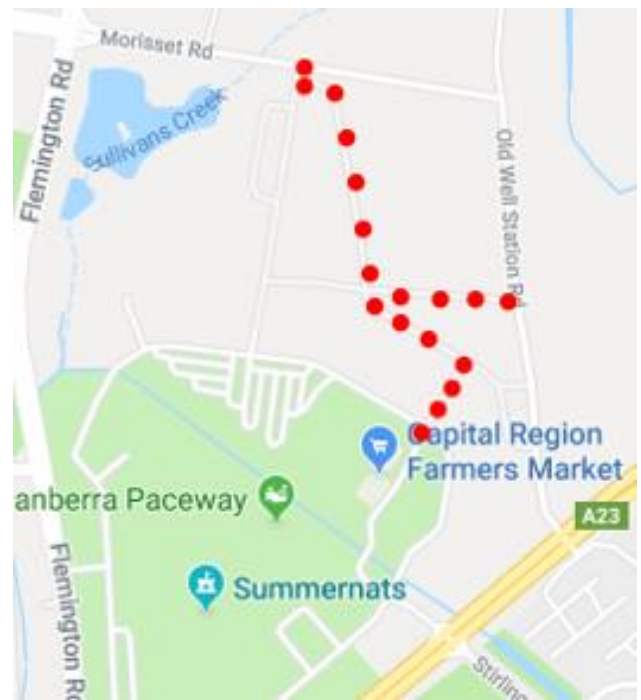 Morisset Rd
Flemington Rd
Sullivans Creek
Old Well Station Rd
Capital Region
Farmers Market
anberra Paceway
A23
Summernats
Flemington Rd
Stirling